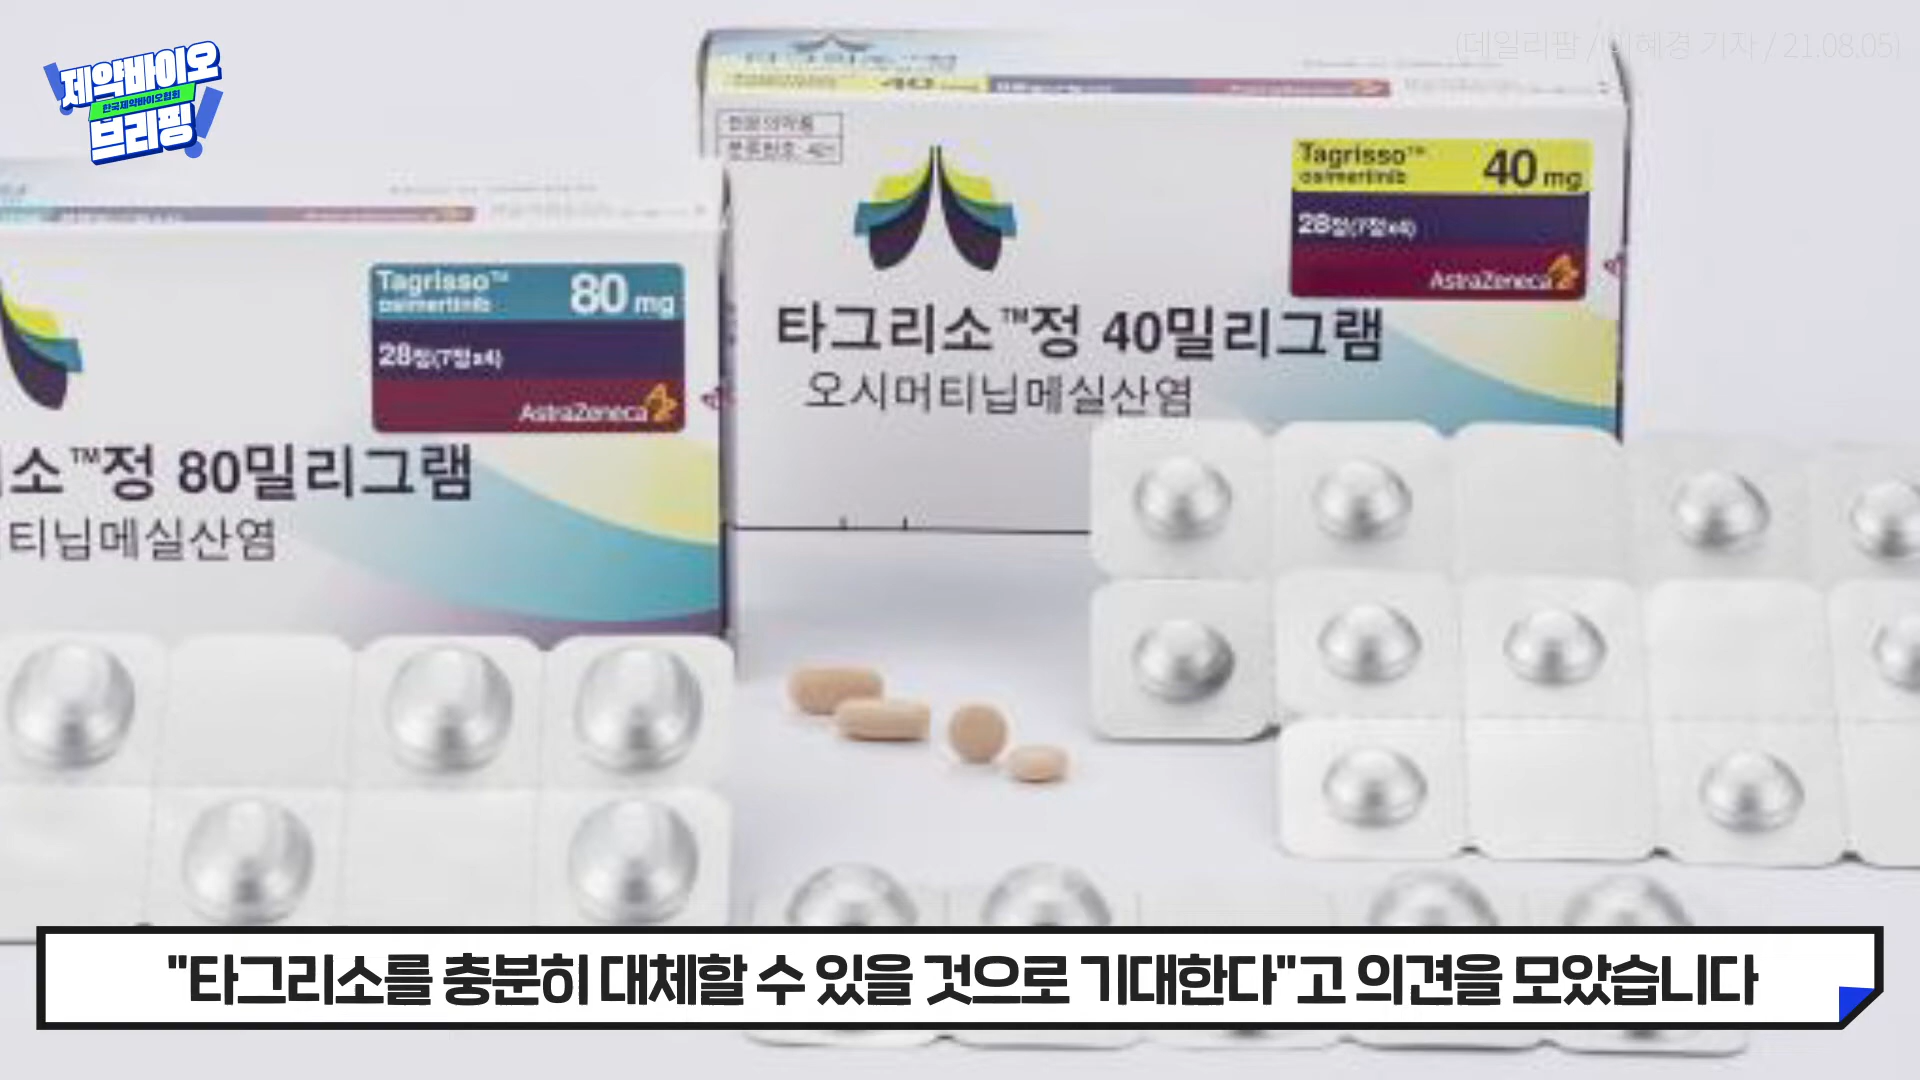 제약바이오
한국제약바이오협회
브리핑
(데일리팜 / 이혜경 기자 / 21.08.05)
전문의약품
Tagrisso™
osimertinib
40 mg
28정(7정x4)
AstraZeneca
타그리소™정 40밀리그램
오시머티닙메실산염
Tagrisso™
osimertinib
80 mg
28정(7정x4)
AstraZeneca
소™정 80밀리그램
티닙메실산염
"타그리소를 충분히 대체할 수 있을 것으로 기대한다"고 의견을 모았습니다